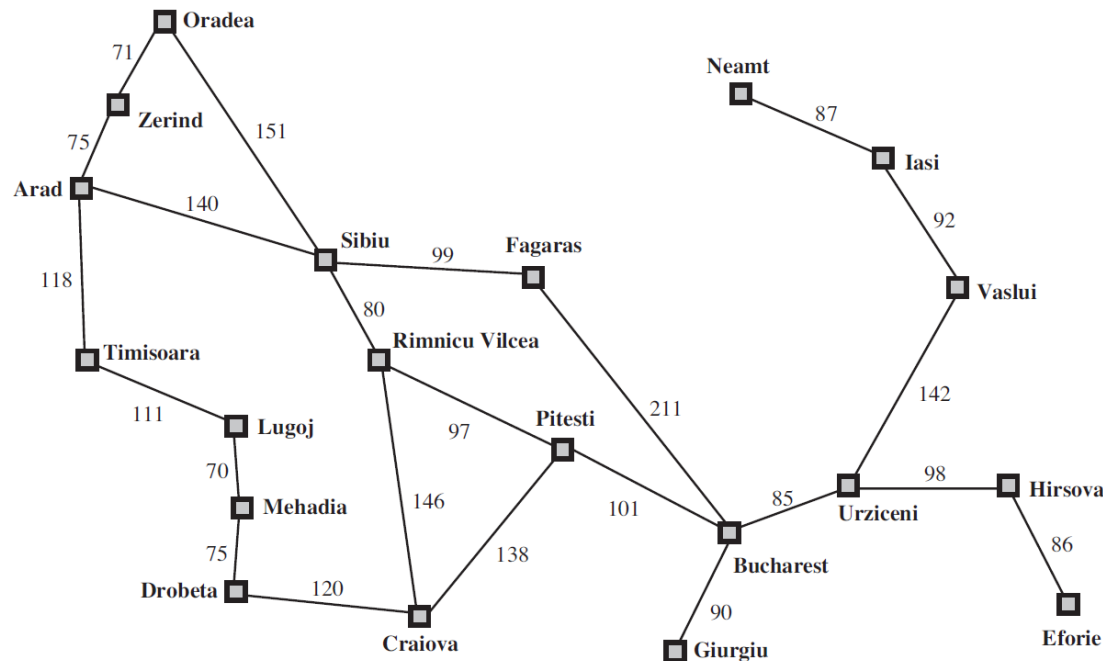 Oradea
71
Neamt
87
Zerind
151
75
Iasi
Arad
140
92
Sibiu
99
Fagaras
118
80
Vaslui
Rimnicu Vilcea
Timisoara
142
111
211
Pitesti
Lugoj
97
70
98
Hirsova
146
85
Mehadia
101
Urziceni
86
75
138
Bucharest
Drobeta
120
90
Eforie
Craiova
Giurgiu